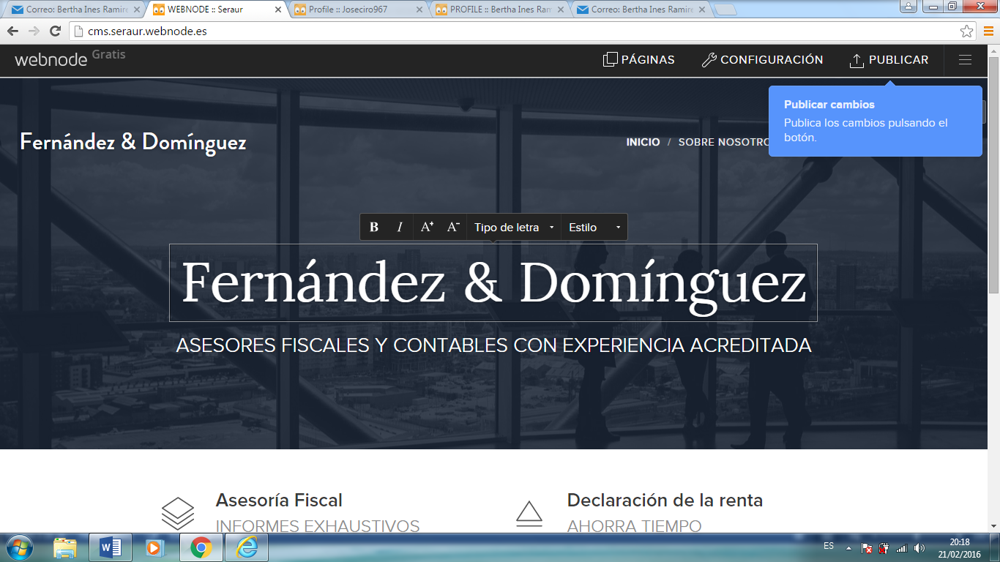 Correo: Bertha Ines Ramire
WEBNODE :: Seraur
Profile :: Joseciro967
PROFILE :: Bertha Ines Ram
Correo: Bertha Ines Ramire
cms.seraur.webnode.es
webnode Gratis
PÁGINAS
CONFIGURACIÓN
PUBLICAR
Publicar cambios
Publica los cambios pulsando el
botón.
Fernández & Domínguez
INICIO / SOBRE NOSOTRO
B I A+ A- Tipo de letra Estilo
Fernández & Domínguez
ASESORES FISCALES Y CONTABLES CON EXPERIENCIA ACREDITADA
Asesoría Fiscal
INFORMES EXHAUSTIVOS
Declaración de la renta
AHORRA TIEMPO
ES
20:18
21/02/2016